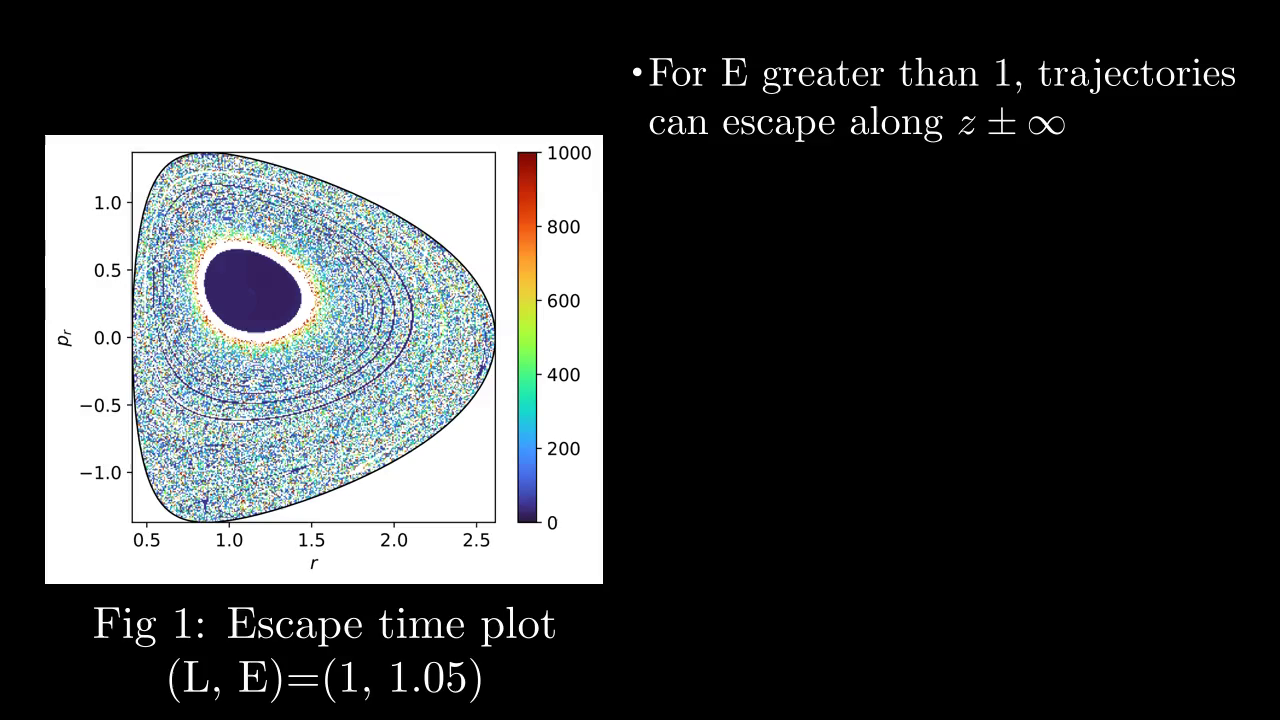 •For E greater than 1, trajectories
can escape along z ± ∞
1000
800
600
400
200
0
1.0
0.5
0.0
−0.5
−1.0
p_r
0.5 1.0 1.5 2.0 2.5
r
Fig 1: Escape time plot
(L, E)=(1, 1.05)